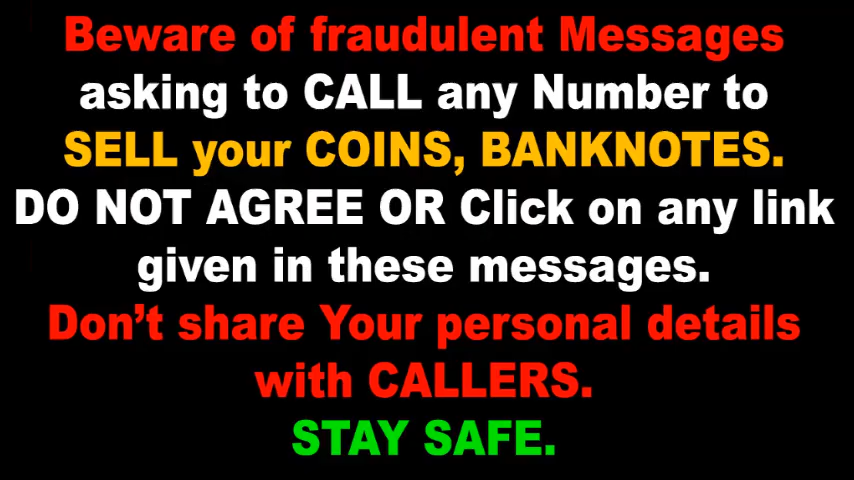 Beware of fraudulent Messages
asking to CALL any Number to
SELL your COINS, BANKNOTES.
DO NOT AGREE OR Click on any link
given in these messages.
Don’t share Your personal details
with CALLERS.
STAY SAFE.